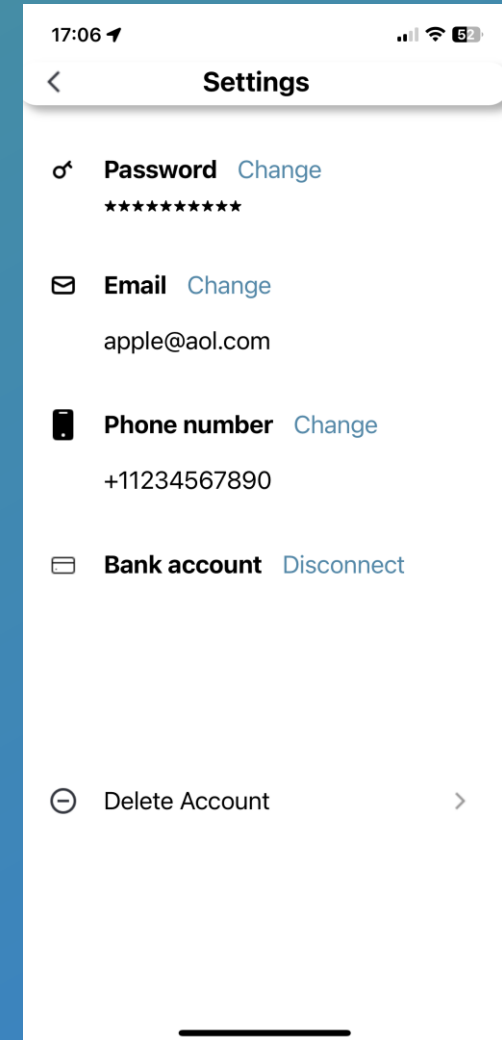 17:06 52
Settings
Password Change
★★★★★★★★★★
Email Change
apple@aol.com
Phone number Change
+11234567890
Bank account Disconnect
Delete Account